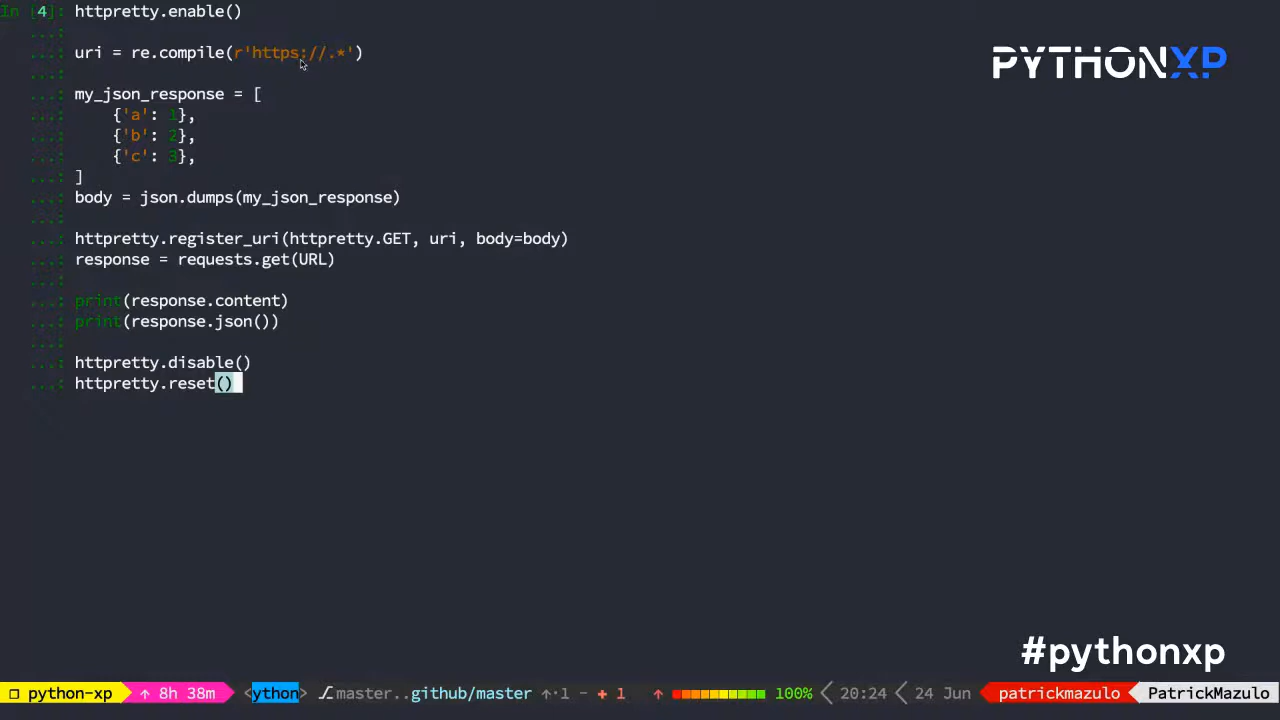 In [4]: httpretty.enable()
...:
...: uri = re.compile(r'https://.*')
...:
...: my_json_response = [
...:     {'a': 1},
...:     {'b': 2},
...:     {'c': 3},
...: ]
...: body = json.dumps(my_json_response)
...:
...: httpretty.register_uri(httpretty.GET, uri, body=body)
...: response = requests.get(URL)
...:
...: print(response.content)
...: print(response.json())
...:
...: httpretty.disable()
...: httpretty.reset()
PYTHONXP
#pythonxp
python-xp ↑ 8h 38m <ython> master..github/master ↑·1 - + 1 ↑ 100% 20:24 24 Jun patrickmazulo PatrickMazulo